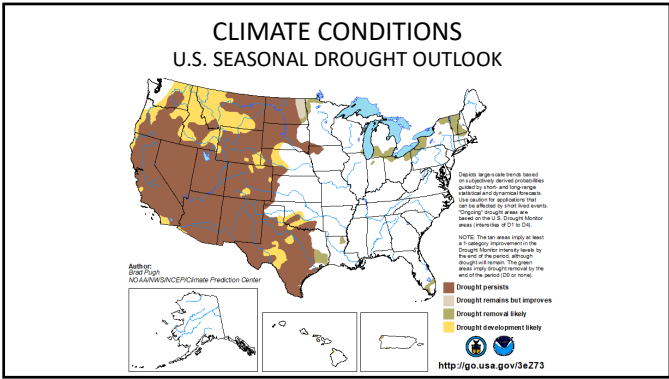 CLIMATE CONDITIONS
U.S. SEASONAL DROUGHT OUTLOOK
Depicts large-scale trends based
on subjectively derived probabilities
guided by short- and long-range
statistical and dynamical forecasts.
Use caution for applications that
can be affected by short lived events.
"Ongoing" drought areas are
based on the U.S. Drought Monitor
areas (intensities of D1 to D4).
NOTE: The tan areas imply at least
a 1-category improvement in the
Drought Monitor intensity levels by
the end of the period, although
drought will remain. The green
areas imply drought removal by the
end of the period (D0 or none).
Author:
Brad Pugh
NOAA/NWS/NCEP/Climate Prediction Center
Drought persists
Drought remains but improves
Drought removal likely
Drought development likely
http://go.usa.gov/3eZ73